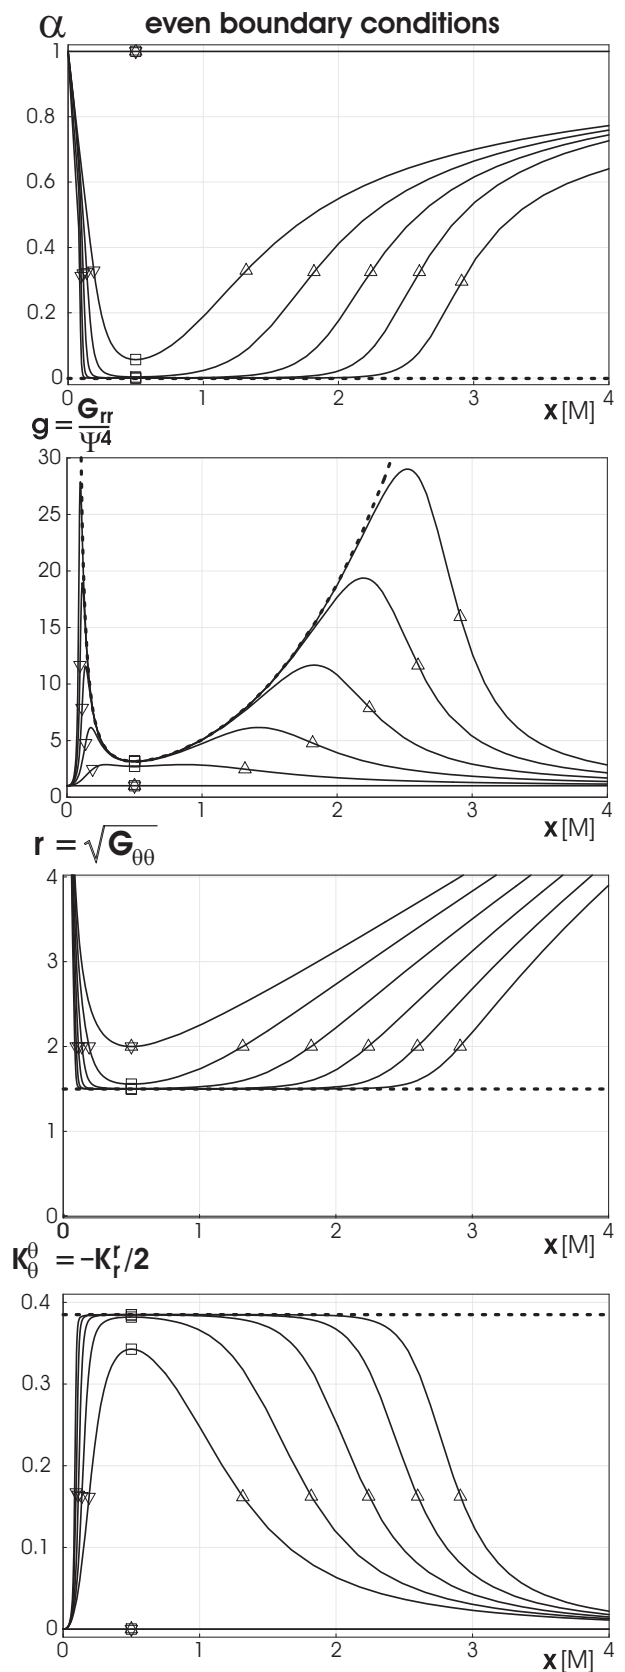 α even boundary conditions
1
0.8
0.6
0.4
0.2
0
0 1 2 3 4
x [M]
g = G_rr / Ψ^4
30
25
20
15
10
5
0
0 1 2 3 4
x [M]
r = √G_θθ
4
3
2
1
0
0 1 2 3 4
x [M]
K_θ^θ = –K_r^r/2
0.4
0.3
0.2
0.1
0
0 1 2 3 4
x [M]